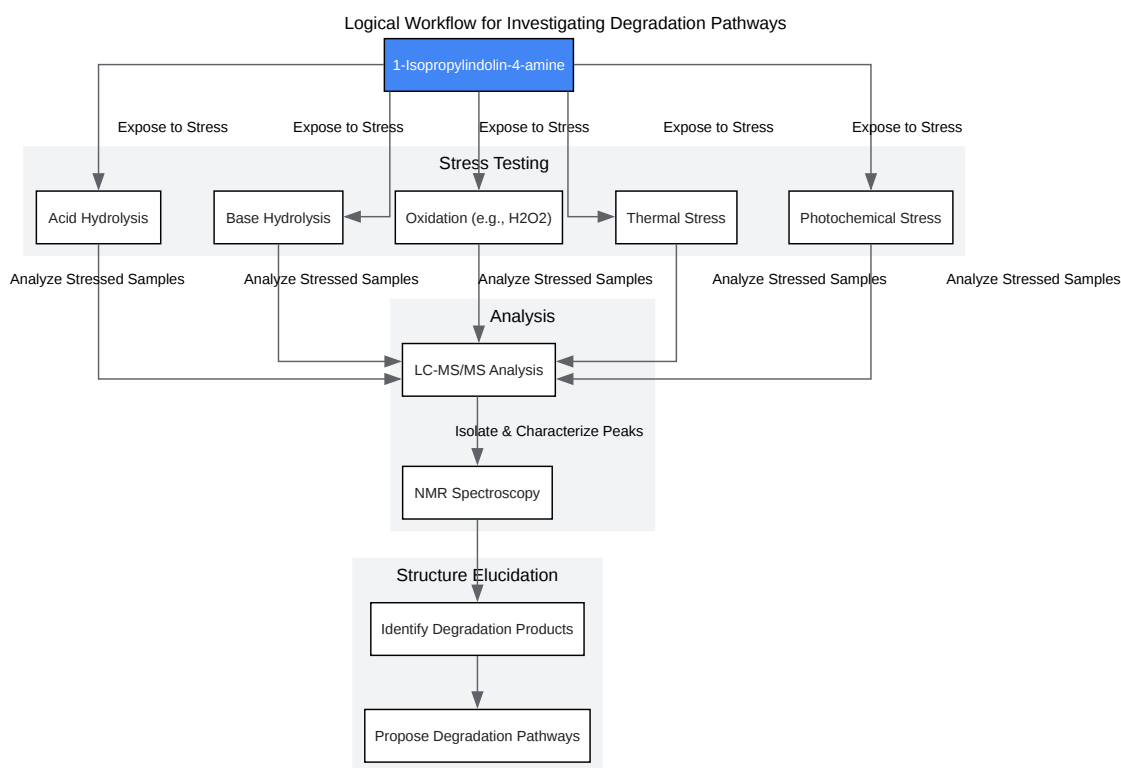 Logical Workflow for Investigating Degradation Pathways
1-Isopropylindolin-4-amine
Expose to Stress
Expose to Stress
Expose to Stress
Expose to Stress
Expose to Stress
Stress Testing
Acid Hydrolysis
Base Hydrolysis
Oxidation (e.g., H2O2)
Thermal Stress
Photochemical Stress
Analyze Stressed Samples
Analyze Stressed Samples
Analyze Stressed Samples
Analyze Stressed Samples
Analyze Stressed Samples
Analysis
LC-MS/MS Analysis
Isolate & Characterize Peaks
NMR Spectroscopy
Structure Elucidation
Identify Degradation Products
Propose Degradation Pathways